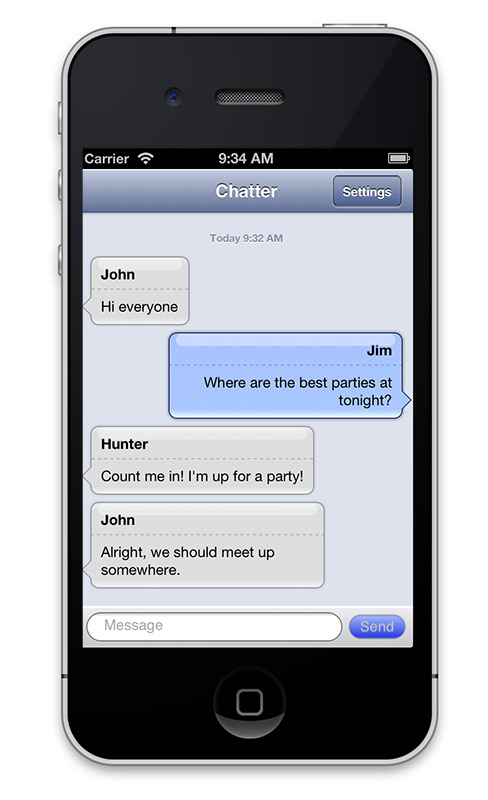 Carrier 9:34 AM
Chatter Settings
Today 9:32 AM
John
Hi everyone
Jim
Where are the best parties at
tonight?
Hunter
Count me in! I'm up for a party!
John
Alright, we should meet up
somewhere.
Message Send